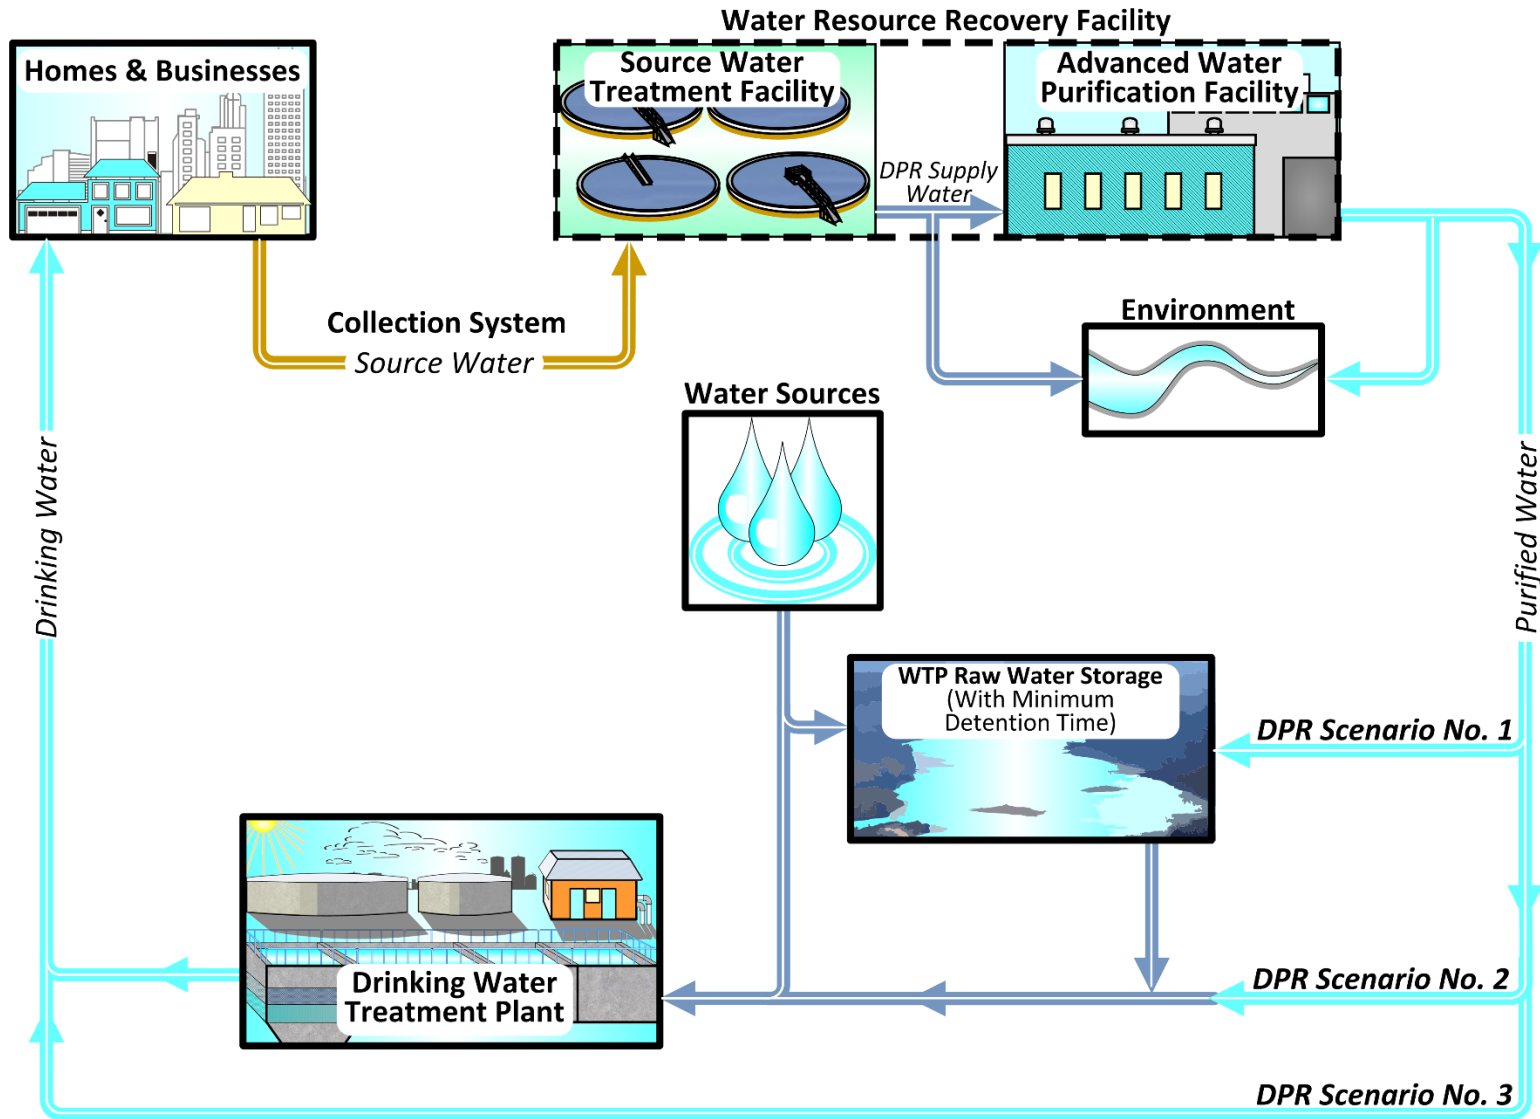 Water Resource Recovery Facility
Homes & Businesses
Source Water
Treatment Facility
Advanced Water
Purification Facility
DPR Supply
Water
Collection System
Source Water
Environment
Water Sources
Drinking Water
Purified Water
WTP Raw Water Storage
(With Minimum
Detention Time)
DPR Scenario No. 1
Drinking Water
Treatment Plant
DPR Scenario No. 2
DPR Scenario No. 3